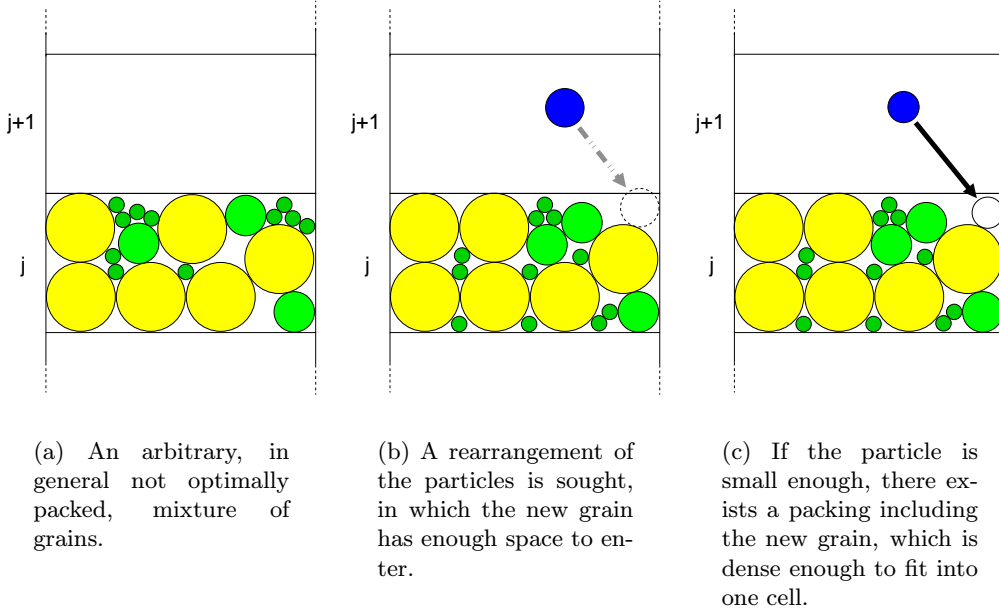 j+1
j
j+1
j
j+1
j
(a) An arbitrary, in
general not optimally
packed, mixture of
grains.
(b) A rearrangement of
the particles is sought,
in which the new grain
has enough space to en-
ter.
(c) If the particle is
small enough, there ex-
ists a packing including
the new grain, which is
dense enough to fit into
one cell.